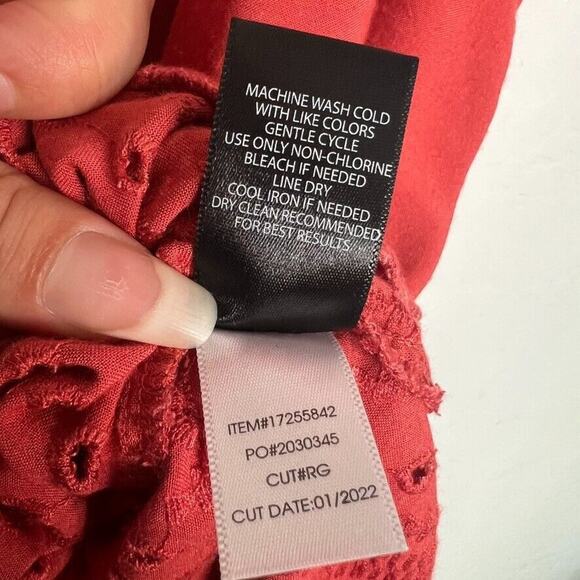 MACHINE WASH COLD
WITH LIKE COLORS
GENTLE CYCLE
USE ONLY NON-CHLORINE
BLEACH IF NEEDED
LINE DRY
COOL IRON IF NEEDED
DRY CLEAN RECOMMENDED
FOR BEST RESULTS
ITEM#17255842
PO#2030345
CUT#RG
CUT DATE:01/2022